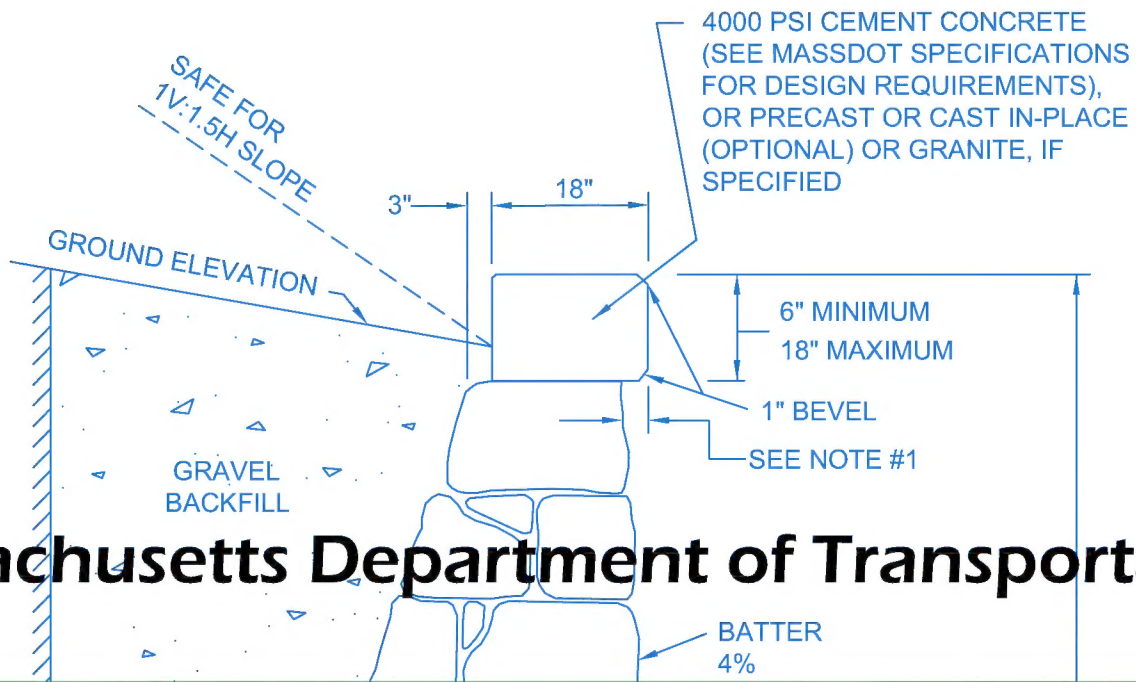 4000 PSI CEMENT CONCRETE
(SEE MASSDOT SPECIFICATIONS
FOR DESIGN REQUIREMENTS),
OR PRECAST OR CAST IN-PLACE
(OPTIONAL) OR GRANITE, IF
SPECIFIED
SAFE FOR
1V:1.5H SLOPE
3"
18"
GROUND ELEVATION
6" MINIMUM
18" MAXIMUM
1" BEVEL
SEE NOTE #1
GRAVEL
BACKFILL
achusetts Department of Transport
BATTER
4%